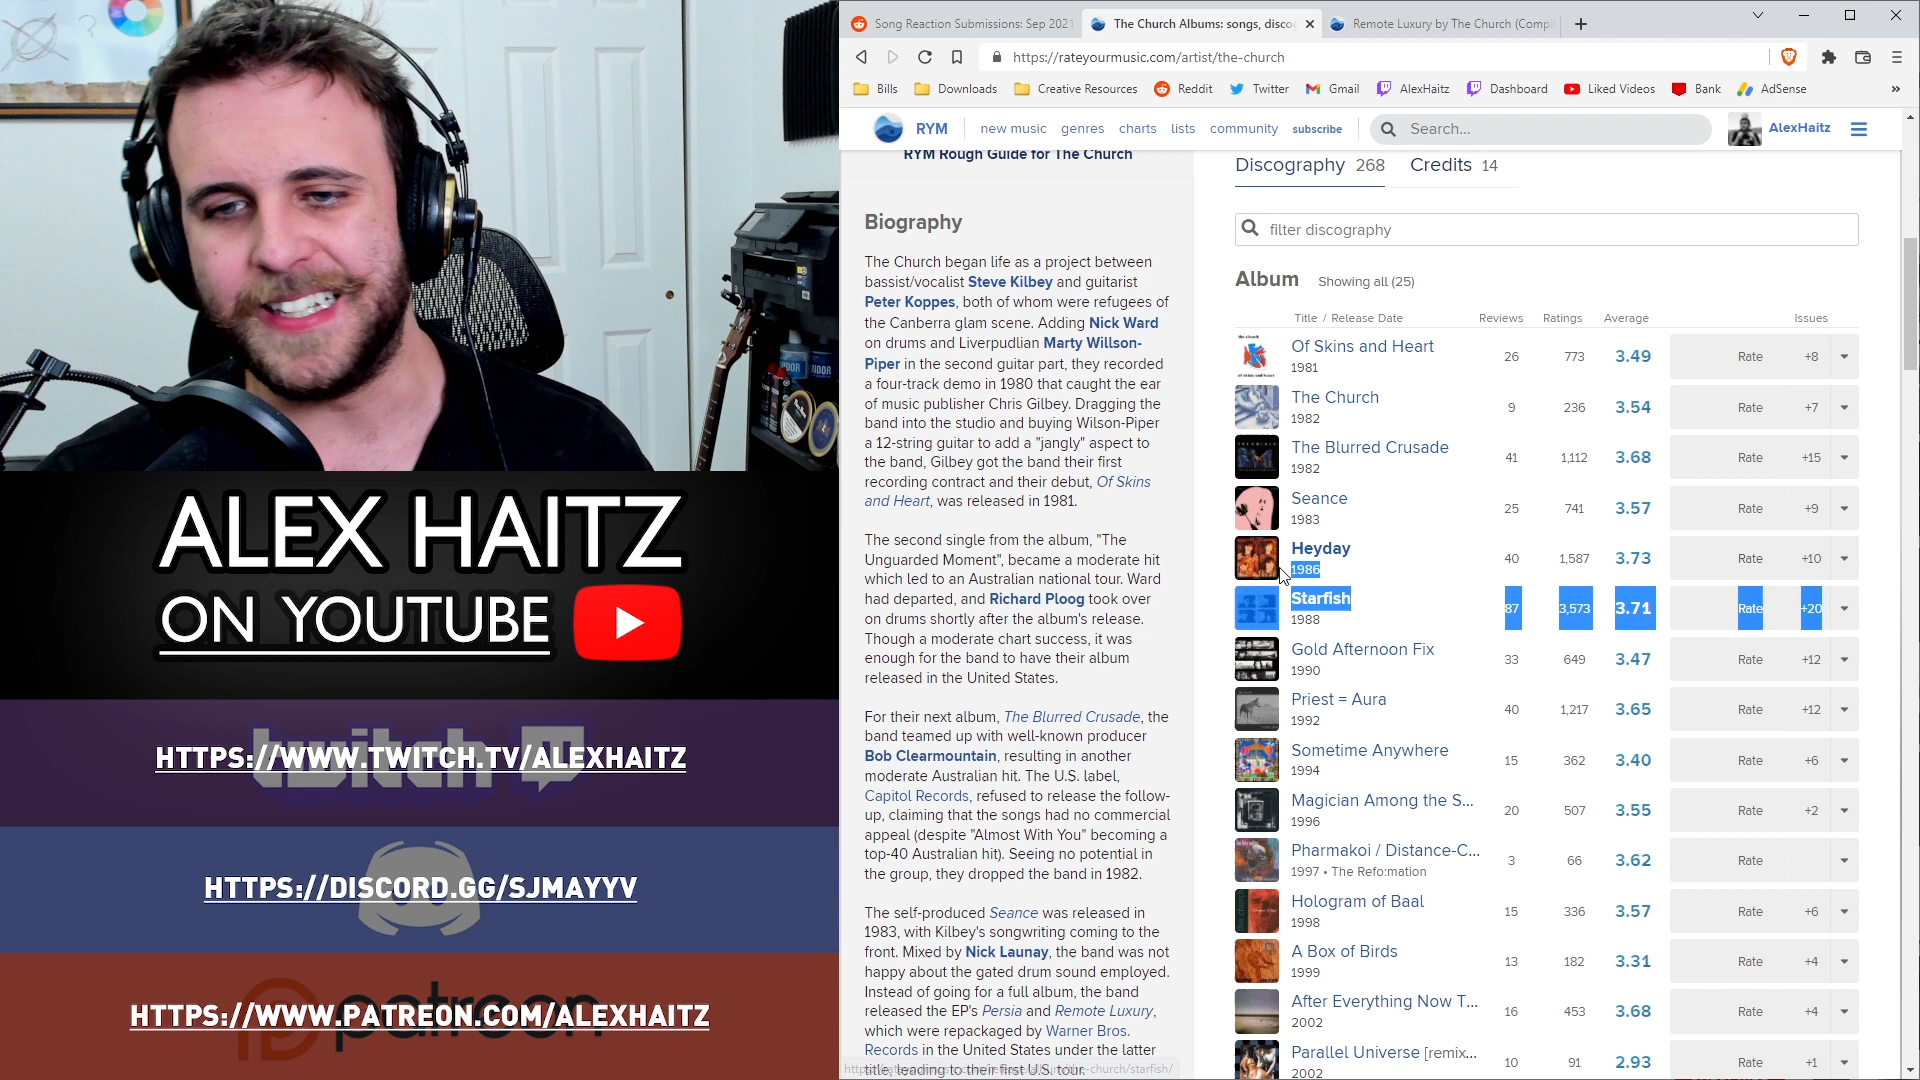 Song Reaction Submissions: Sep 2021
The Church Albums: songs, disco
Remote Luxury by The Church (Comp
https://rateyourmusic.com/artist/the-church
Bills
Downloads
Creative Resources
Reddit
Twitter
Gmail
AlexHaitz
Dashboard
Liked Videos
Bank
AdSense
RYM
new music
genres
charts
lists
community
subscribe
Search...
AlexHaitz
RYM Rough Guide for The Church
Biography
The Church began life as a project between
bassist/vocalist Steve Kilbey and guitarist
Peter Koppes, both of whom were refugees of
the Canberra glam scene. Adding Nick Ward
on drums and Liverpudlian Marty Willson-
Piper in the second guitar part, they recorded
a four-track demo in 1980 that caught the ear
of music publisher Chris Gilbey. Dragging the
band into the studio and buying Wilson-Piper
a 12-string guitar to add a "jangly" aspect to
the band, Gilbey got the band their first
recording contract and their debut, Of Skins
and Heart, was released in 1981.
The second single from the album, "The
Unguarded Moment", became a moderate hit
which led to an Australian national tour. Ward
had departed, and Richard Ploog took over
on drums shortly after the album's release.
Though a moderate chart success, it was
enough for the band to have their album
released in the United States.
For their next album, The Blurred Crusade, the
band teamed up with well-known producer
Bob Clearmountain, resulting in another
moderate Australian hit. The U.S. label,
Capitol Records, refused to release the follow-
up, claiming that the songs had no commercial
appeal (despite "Almost With You" becoming a
top-40 Australian hit). Seeing no potential in
the group, they dropped the band in 1982.
The self-produced Seance was released in
1983, with Kilbey's songwriting coming to the
front. Mixed by Nick Launay, the band was not
happy about the gated drum sound employed.
Instead of going for a full album, the band
released the EP's Persia and Remote Luxury,
which were repackaged by Warner Bros.
Records in the United States under the latter
title, leading to their first U.S. tour.
Discography 268
Credits 14
filter discography
Album Showing all (25)
Title / Release Date Reviews Ratings Average Issues
Of Skins and Heart 26 773 3.49 Rate +8
1981
The Church 9 236 3.54 Rate +7
1982
The Blurred Crusade 41 1,112 3.68 Rate +15
1982
Seance 25 741 3.57 Rate +9
1983
Heyday 40 1,587 3.73 Rate +10
1986
Starfish 87 3,573 3.71 Rate +20
1988
Gold Afternoon Fix 33 649 3.47 Rate +12
1990
Priest = Aura 40 1,217 3.65 Rate +12
1992
Sometime Anywhere 15 362 3.40 Rate +6
1994
Magician Among the S... 20 507 3.55 Rate +2
1996
Pharmakoi / Distance-C... 3 66 3.62 Rate
1997 • The Refo:mation
Hologram of Baal 15 336 3.57 Rate +6
1998
A Box of Birds 13 182 3.31 Rate +4
1999
After Everything Now T... 16 453 3.68 Rate +4
2002
Parallel Universe [remix... 10 91 2.93 Rate +1
2002
ALEX HAITZ
ON YOUTUBE
twitch
HTTPS://WWW.TWITCH.TV/ALEXHAITZ
HTTPS://DISCORD.GG/SJMAYYV
patreon
HTTPS://WWW.PATREON.COM/ALEXHAITZ